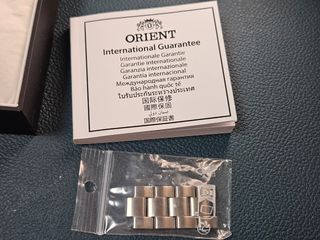 ORIENT
International Guarantee
Internationale Garantie
Garantie internationale
Garanzia internazionale
Garantía internacional
Международная гарантия
Bảo hành quốc tế
ใบรับประกันระหว่างประเทศ
国际保修
國際保固
ضمان دولي
国際保証書